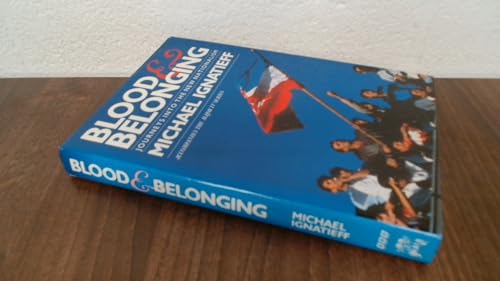 BLOOD
&
BELONGING
JOURNEYS INTO THE NEW NATIONALISM
MICHAEL IGNATIEFF
BLOOD & BELONGING
MICHAEL
IGNATIEFF
BBC